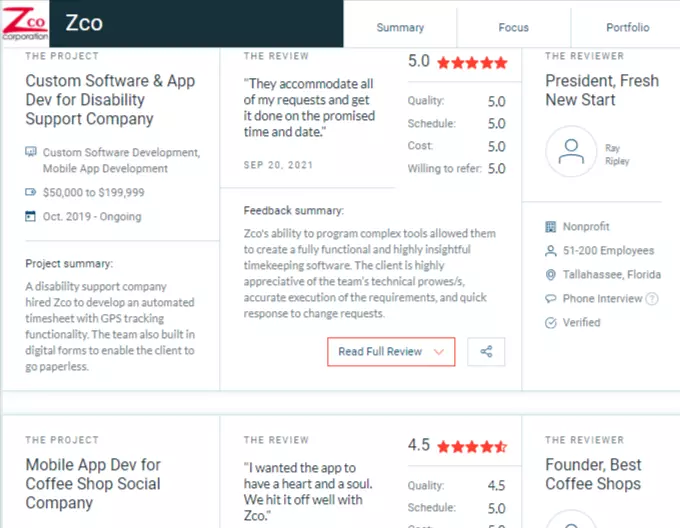 Zco
corporation
Zco
Summary
Focus
Portfolio
THE PROJECT
Custom Software & App
Dev for Disability
Support Company
Custom Software Development,
Mobile App Development
$50,000 to $199,999
Oct. 2019 - Ongoing
Project summary:
A disability support company
hired Zco to develop an automated
timesheet with GPS tracking
functionality. The team also built in
digital forms to enable the client to
go paperless.
THE REVIEW
"They accommodate all
of my requests and get
it done on the promised
time and date."
SEP 20, 2021
5.0
Quality: 5.0
Schedule: 5.0
Cost: 5.0
Willing to refer: 5.0
Feedback summary:
Zco's ability to program complex tools allowed them
to create a fully functional and highly insightful
timekeeping software. The client is highly
appreciative of the team's technical prowes/s,
accurate execution of the requirements, and quick
response to change requests.
Read Full Review
THE REVIEWER
President, Fresh
New Start
Ray
Ripley
Nonprofit
51-200 Employees
Tallahassee, Florida
Phone Interview ?
Verified
THE PROJECT
Mobile App Dev for
Coffee Shop Social
Company
THE REVIEW
"I wanted the app to
have a heart and a soul.
We hit it off well with
Zco."
4.5
Quality: 4.5
Schedule: 5.0
THE REVIEWER
Founder, Best
Coffee Shops